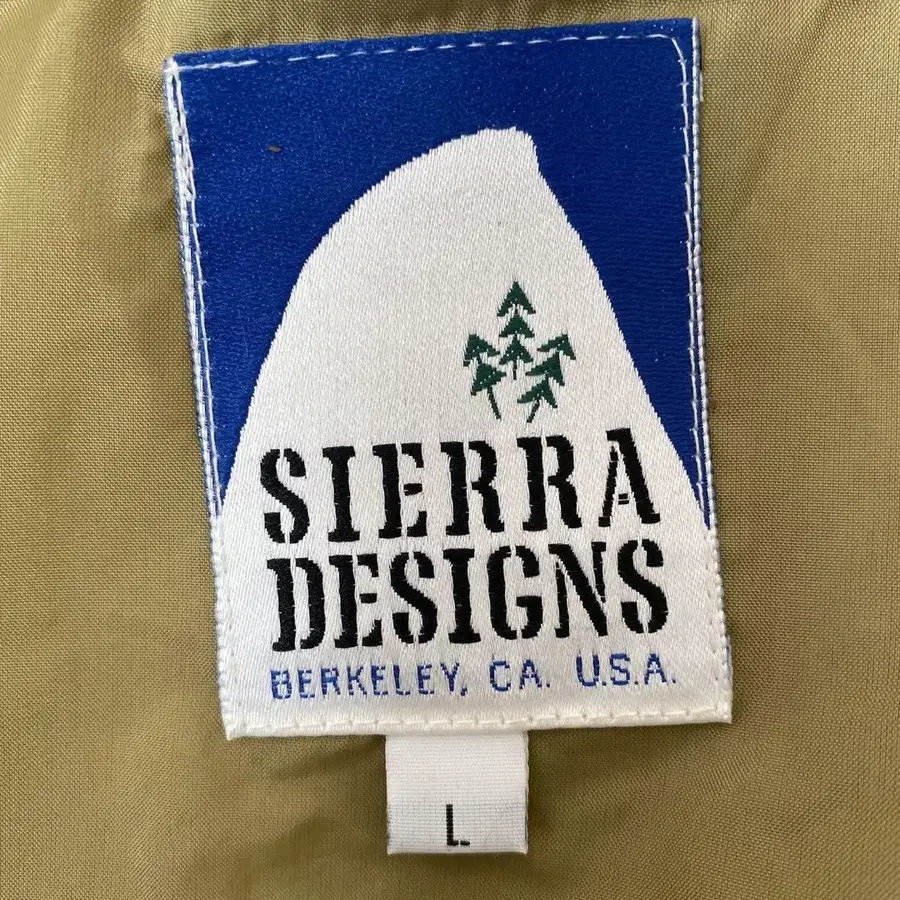 SIERRA
DESIGNS
BERKELEY, CA. U.S.A.
L